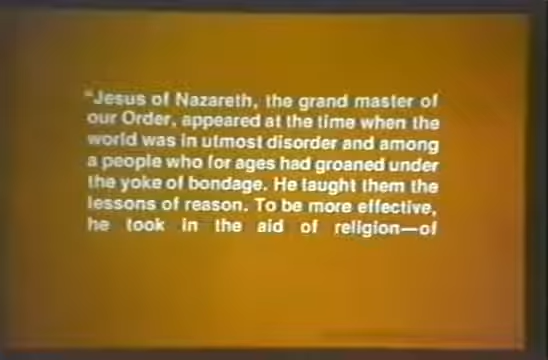 "Jesus of Nazareth, the grand master of
our Order, appeared at the time when the
world was in utmost disorder and among
a people who for ages had groaned under
the yoke of bondage. He taught them the
lessons of reason. To be more effective,
he took in the aid of religion—of